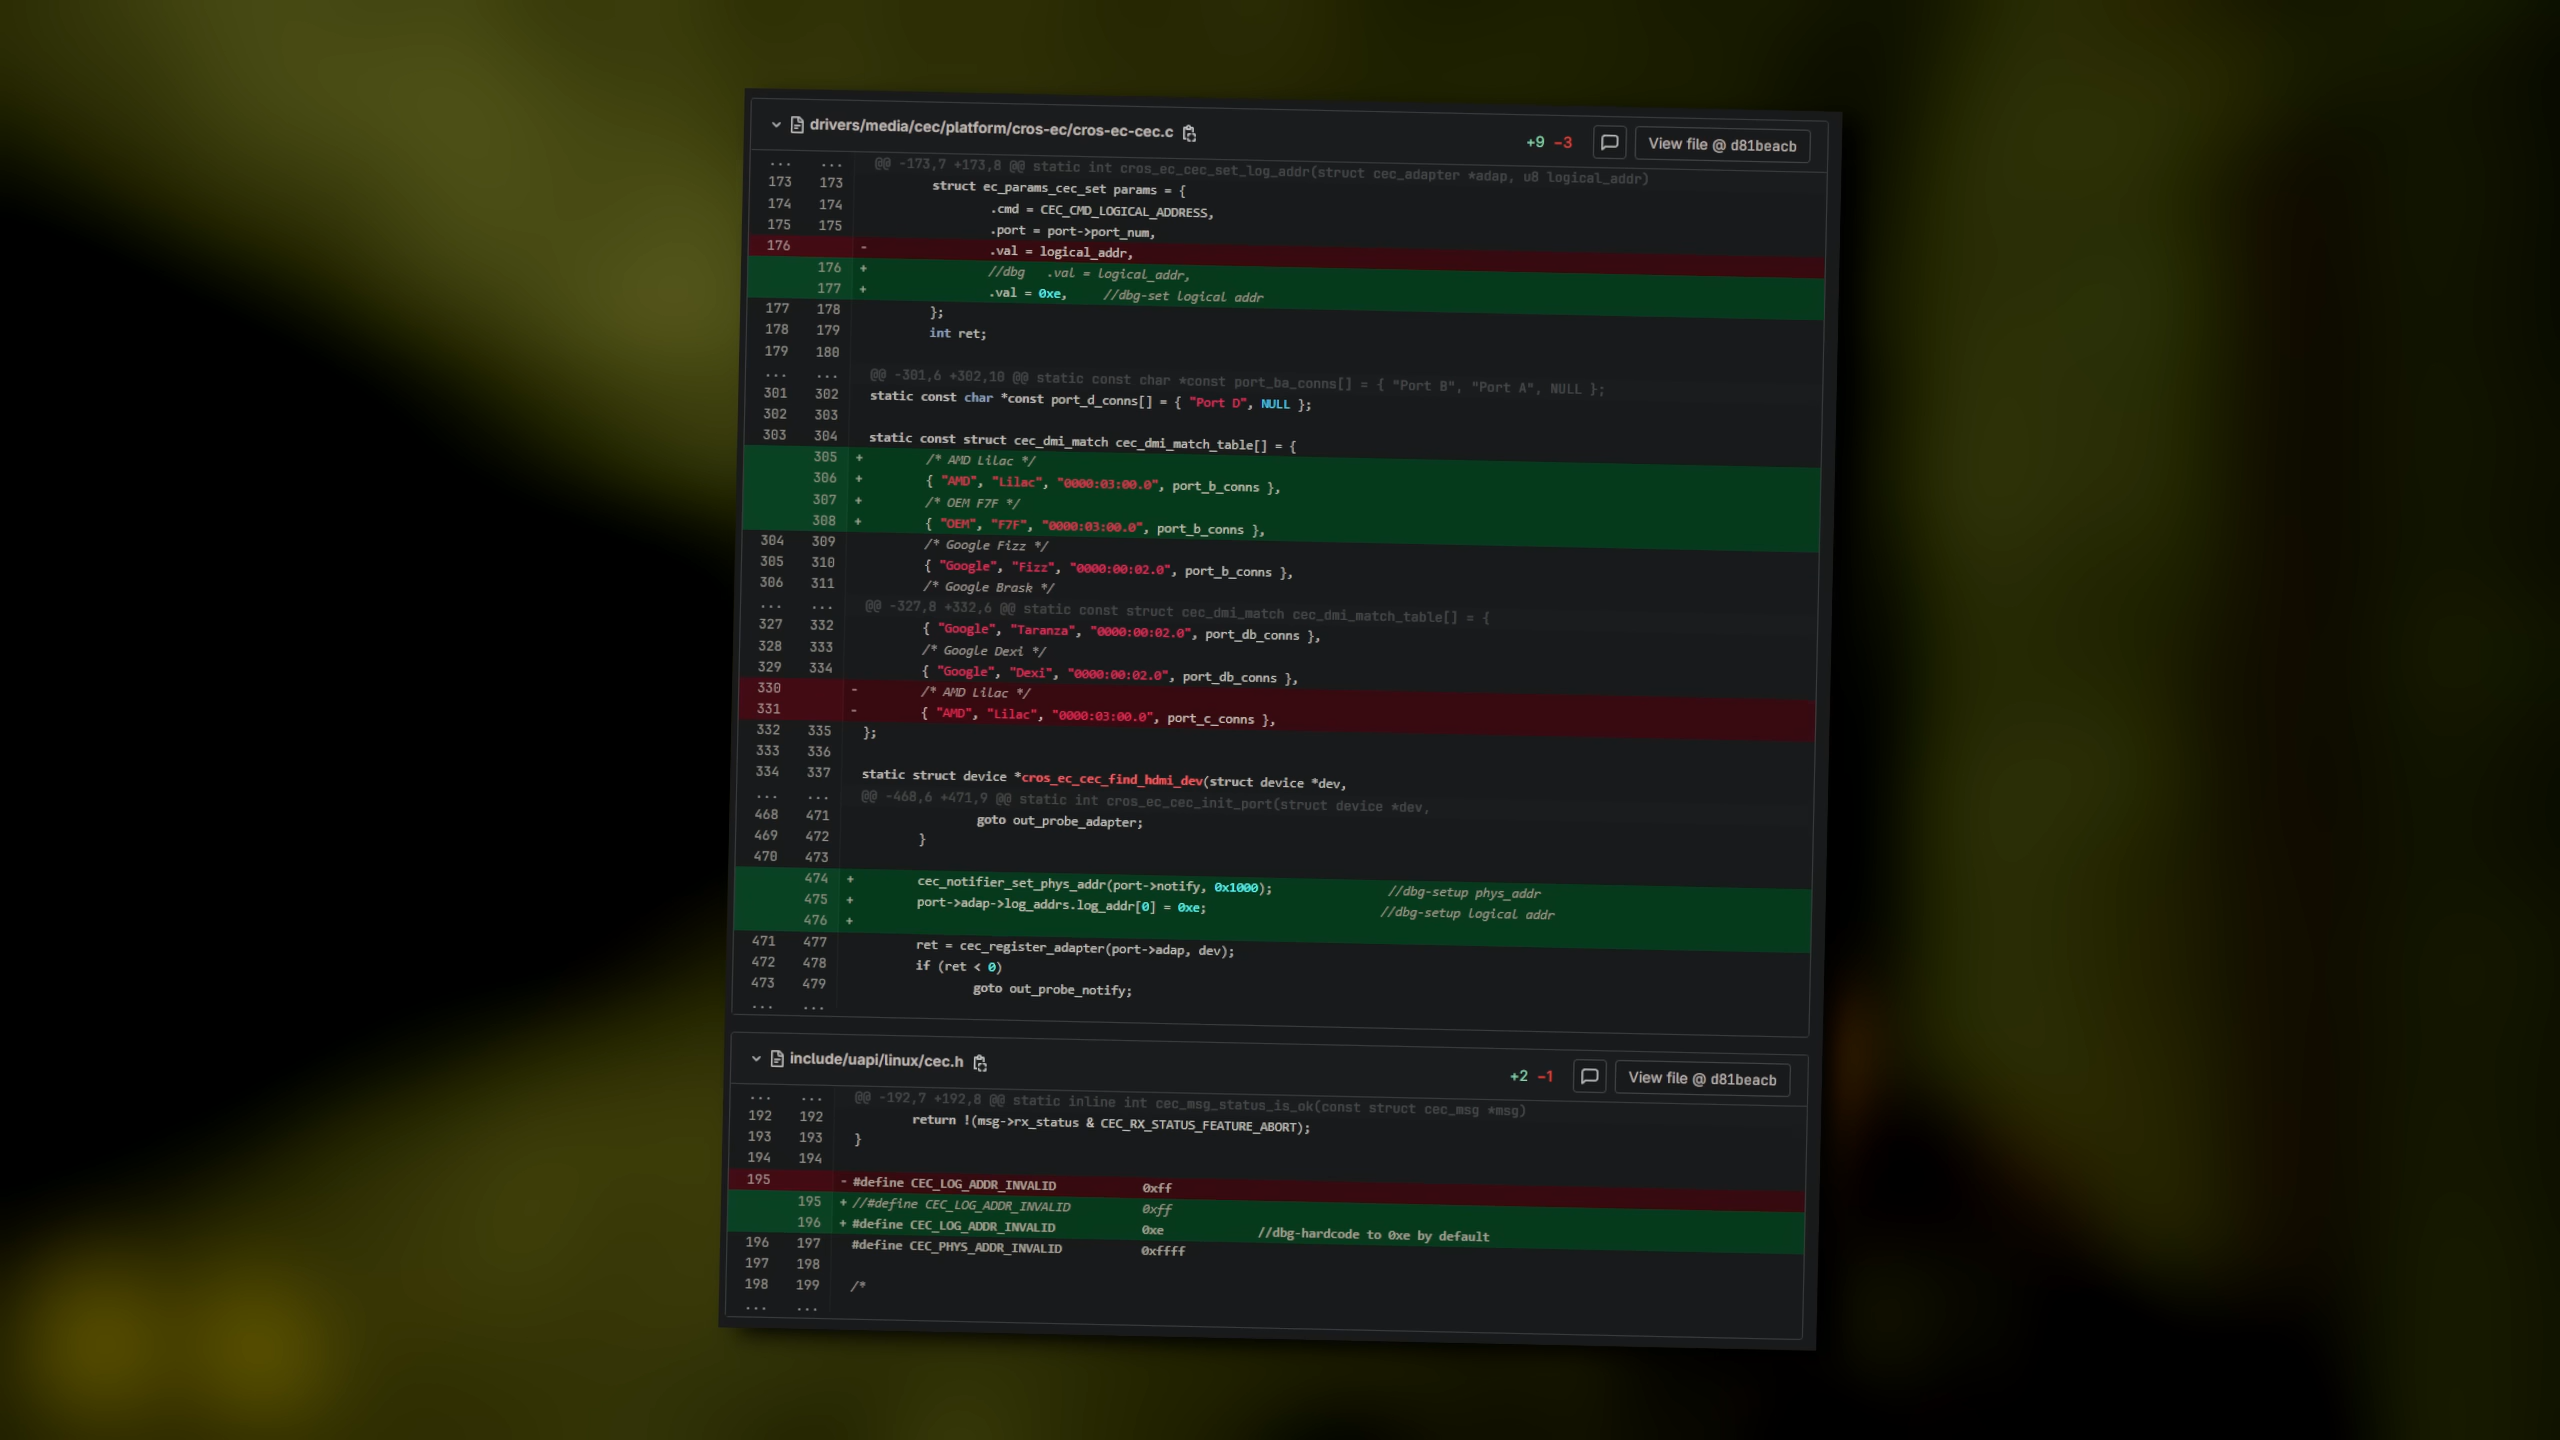 drivers/media/cec/platform/cros-ec/cros-ec-cec.c +9 −3 View file @ d81beacb
... ... @@ -173,7 +173,8 @@ static int cros_ec_cec_set_log_addr(struct cec_adapter *adap, u8 logical_addr)
173 173 struct ec_params_cec_set params = {
174 174 .cmd = CEC_CMD_LOGICAL_ADDRESS,
175 175 .port = port->port_num,
176 - .val = logical_addr,
176 + //dbg .val = logical_addr,
177 + .val = 0xe, //dbg-set logical addr
177 178 };
178 179 int ret;
179 180
... ... @@ -301,6 +302,10 @@ static const char *const port_ba_conns[] = { "Port B", "Port A", NULL };
301 302 static const char *const port_d_conns[] = { "Port D", NULL };
302 303
303 304 static const struct cec_dmi_match cec_dmi_match_table[] = {
305 + /* AMD Lilac */
306 + { "AMD", "Lilac", "0000:03:00.0", port_b_conns },
307 + /* OEM F7F */
308 + { "OEM", "F7F", "0000:03:00.0", port_b_conns },
304 309 /* Google Fizz */
305 310 { "Google", "Fizz", "0000:00:02.0", port_b_conns },
306 311 /* Google Brask */
... ... @@ -327,8 +332,6 @@ static const struct cec_dmi_match cec_dmi_match_table[] = {
327 332 { "Google", "Taranza", "0000:00:02.0", port_db_conns },
328 333 /* Google Dexi */
329 334 { "Google", "Dexi", "0000:00:02.0", port_db_conns },
330 - /* AMD Lilac */
331 - { "AMD", "Lilac", "0000:03:00.0", port_c_conns },
332 335 };
333 336
334 337 static struct device *cros_ec_cec_find_hdmi_dev(struct device *dev,
... ... @@ -468,6 +471,9 @@ static int cros_ec_cec_init_port(struct device *dev,
468 471 goto out_probe_adapter;
469 472 }
470 473
474 + cec_notifier_set_phys_addr(port->notify, 0x1000); //dbg-setup phys_addr
475 + port->adap->log_addrs.log_addr[0] = 0xe; //dbg-setup logical addr
476 +
471 477 ret = cec_register_adapter(port->adap, dev);
472 478 if (ret < 0)
473 479 goto out_probe_notify;
... ...
include/uapi/linux/cec.h +2 −1 View file @ d81beacb
... ... @@ -192,7 +192,8 @@ static inline int cec_msg_status_is_ok(const struct cec_msg *msg)
192 192 return !(msg->rx_status & CEC_RX_STATUS_FEATURE_ABORT);
193 193 }
194 194
195 - #define CEC_LOG_ADDR_INVALID 0xff
195 + //#define CEC_LOG_ADDR_INVALID 0xff
196 + #define CEC_LOG_ADDR_INVALID 0xe //dbg-hardcode to 0xe by default
196 197 #define CEC_PHYS_ADDR_INVALID 0xffff
197 198
198 199 /*
... ...